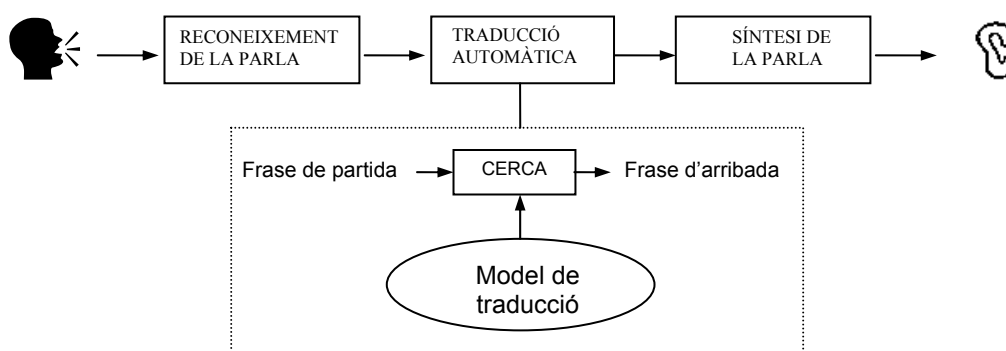 RECONEIXEMENT
DE LA PARLA
TRADUCCIÓ
AUTOMÀTICA
SÍNTESI DE
LA PARLA
Frase de partida
CERCA
Frase d’arribada
Model de
traducció